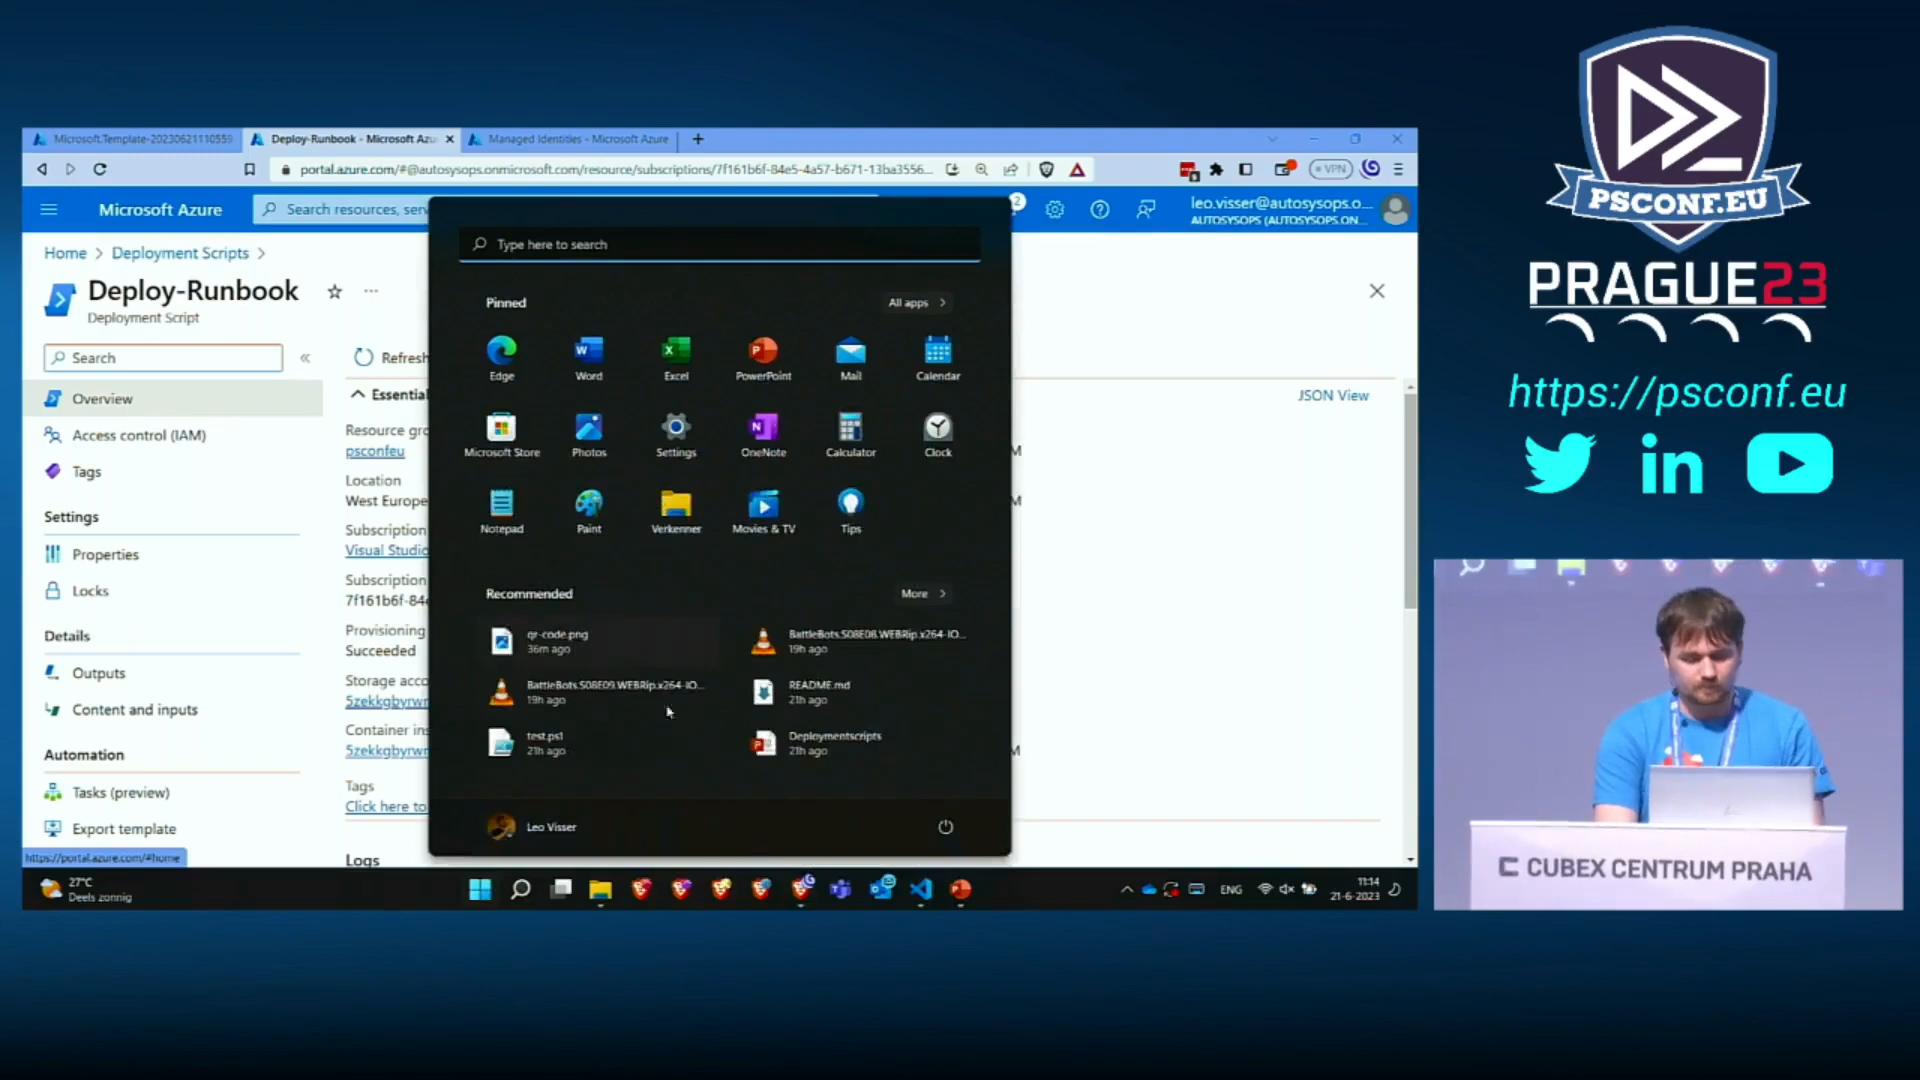 Microsoft.Template-20230621110559
Deploy-Runbook - Microsoft Azu
Managed Identities - Microsoft Azure
portal.azure.com/#@autosysops.onmicrosoft.com/resource/subscriptions/7f161b6f-84e5-4a57-b671-13ba3556...
VPN
Microsoft Azure
Search resources, serv
2
leo.visser@autosysops.o...
AUTOSYSOPS (AUTOSYSOPS.ON...
Home > Deployment Scripts >
Deploy-Runbook
Deployment Script
Search
Refresh
Overview
Access control (IAM)
Tags
Settings
Properties
Locks
Details
Outputs
Content and inputs
Automation
Tasks (preview)
Export template
https://portal.azure.com/#home
Essential
JSON View
Resource gro
psconfeu
Location
West Europe
Subscription
Visual Studio
Subscription
7f161b6f-84e
Provisioning
Succeeded
Storage acco
5zekkgbyrwr
Container ins
5zekkgbyrwr
Tags
Click here to
Logs
M
M
M
Type here to search
Pinned
All apps >
Edge
Word
Excel
PowerPoint
Mail
Calendar
Microsoft Store
Photos
Settings
OneNote
Calculator
Clock
Notepad
Paint
Verkenner
Movies & TV
Tips
Recommended
More >
qr-code.png
36m ago
BattleBots.S08E08.WEBRip.x264-IO...
19h ago
BattleBots.S08E09.WEBRip.x264-IO...
19h ago
README.md
21h ago
test.ps1
21h ago
Deploymentscripts
21h ago
Leo Visser
27°C
Deels zonnig
ENG
11:14
21-6-2023
PSCONF.EU
PRAGUE23
https://psconf.eu
in
CUBEX CENTRUM PRAHA